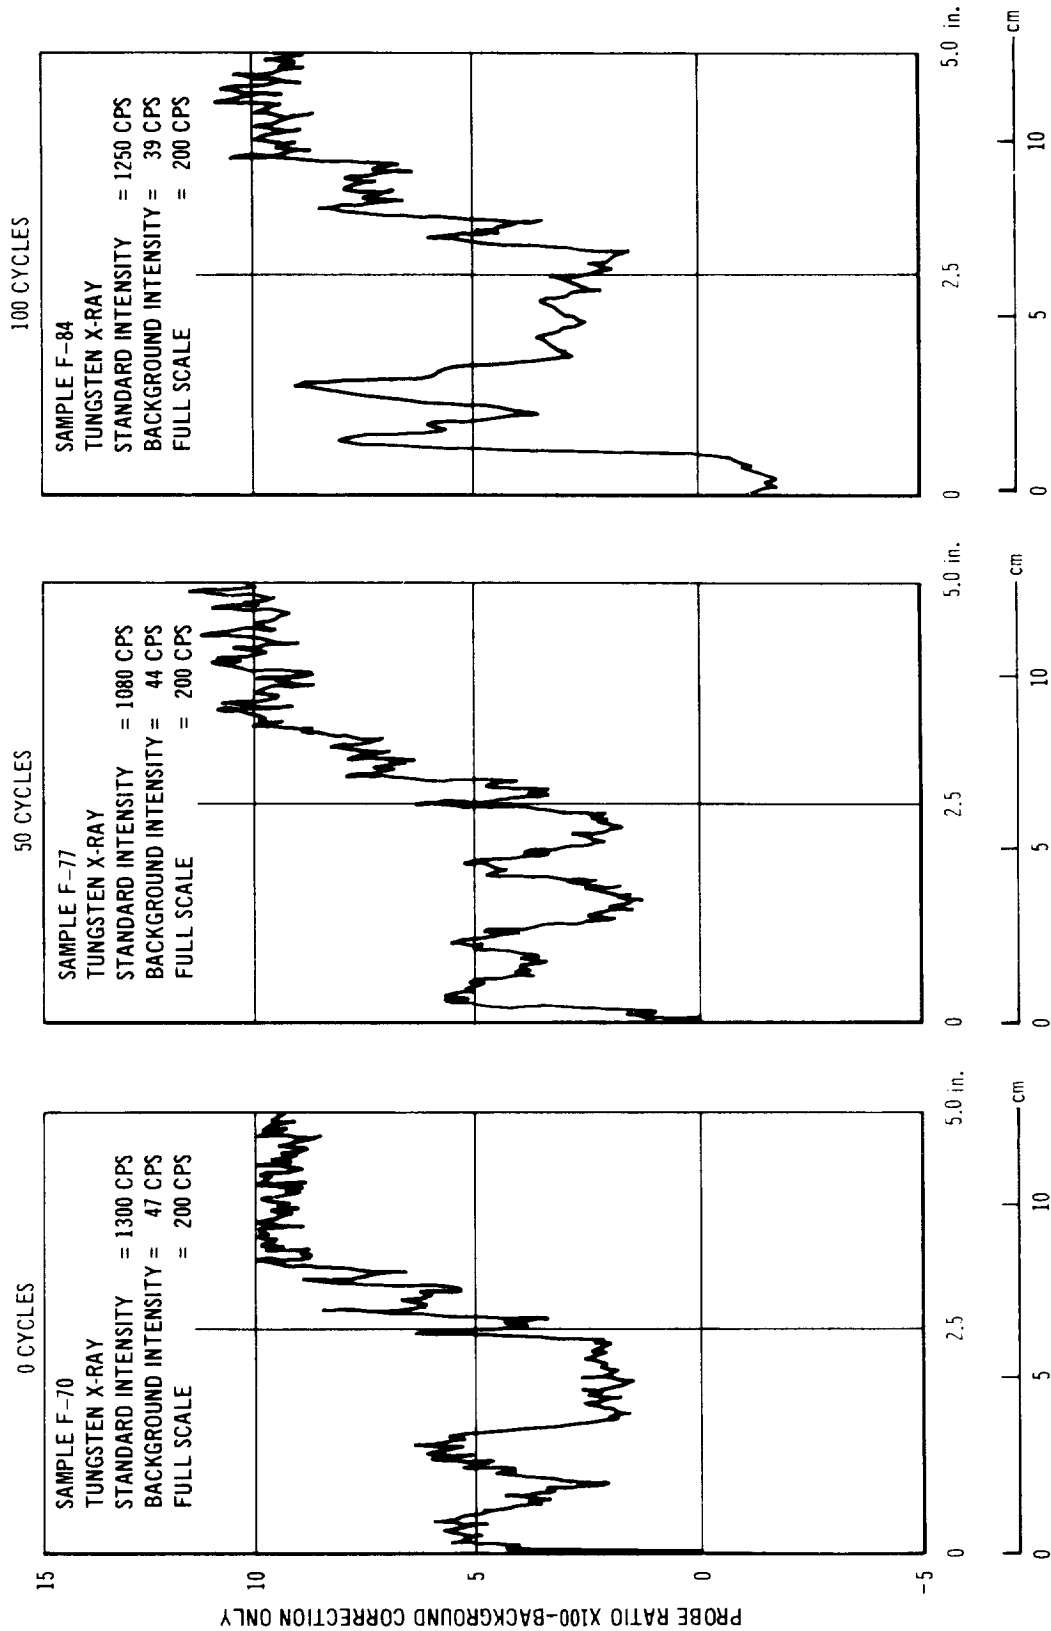 0 CYCLES
SAMPLE F-70
TUNGSTEN X-RAY
STANDARD INTENSITY = 1300 CPS
BACKGROUND INTENSITY = 47 CPS
FULL SCALE = 200 CPS
50 CYCLES
SAMPLE F-77
TUNGSTEN X-RAY
STANDARD INTENSITY = 1080 CPS
BACKGROUND INTENSITY = 44 CPS
FULL SCALE = 200 CPS
100 CYCLES
SAMPLE F-84
TUNGSTEN X-RAY
STANDARD INTENSITY = 1250 CPS
BACKGROUND INTENSITY = 39 CPS
FULL SCALE = 200 CPS
PROBE RATIO X100-BACKGROUND CORRECTION ONLY
15
10
5
0
-5
0 2.5 5.0 in.
0 5 10 cm
0 2.5 5.0 in.
0 5 10 cm
0 2.5 5.0 in.
0 5 10 cm